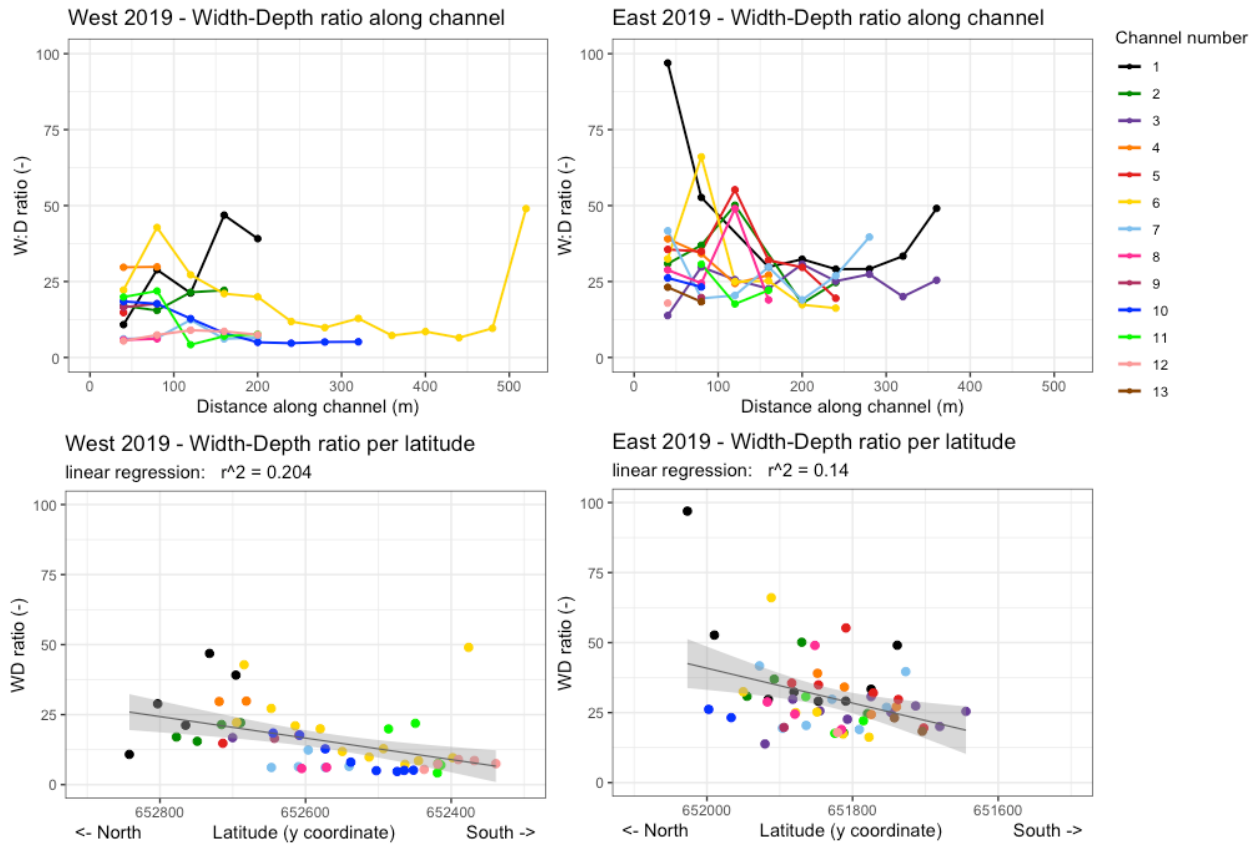 West 2019 - Width-Depth ratio along channel
100
75
50
25
0
W:D ratio (-)
0 100 200 300 400 500
Distance along channel (m)
East 2019 - Width-Depth ratio along channel
100
75
50
25
0
W:D ratio (-)
0 100 200 300 400 500
Distance along channel (m)
Channel number
1
2
3
4
5
6
7
8
9
10
11
12
13
West 2019 - Width-Depth ratio per latitude
linear regression: r^2 = 0.204
100
75
50
25
0
WD ratio (-)
652800 652600 652400
<- North Latitude (y coordinate) South ->
East 2019 - Width-Depth ratio per latitude
linear regression: r^2 = 0.14
100
75
50
25
0
WD ratio (-)
652000 651800 651600
<- North Latitude (y coordinate) South ->